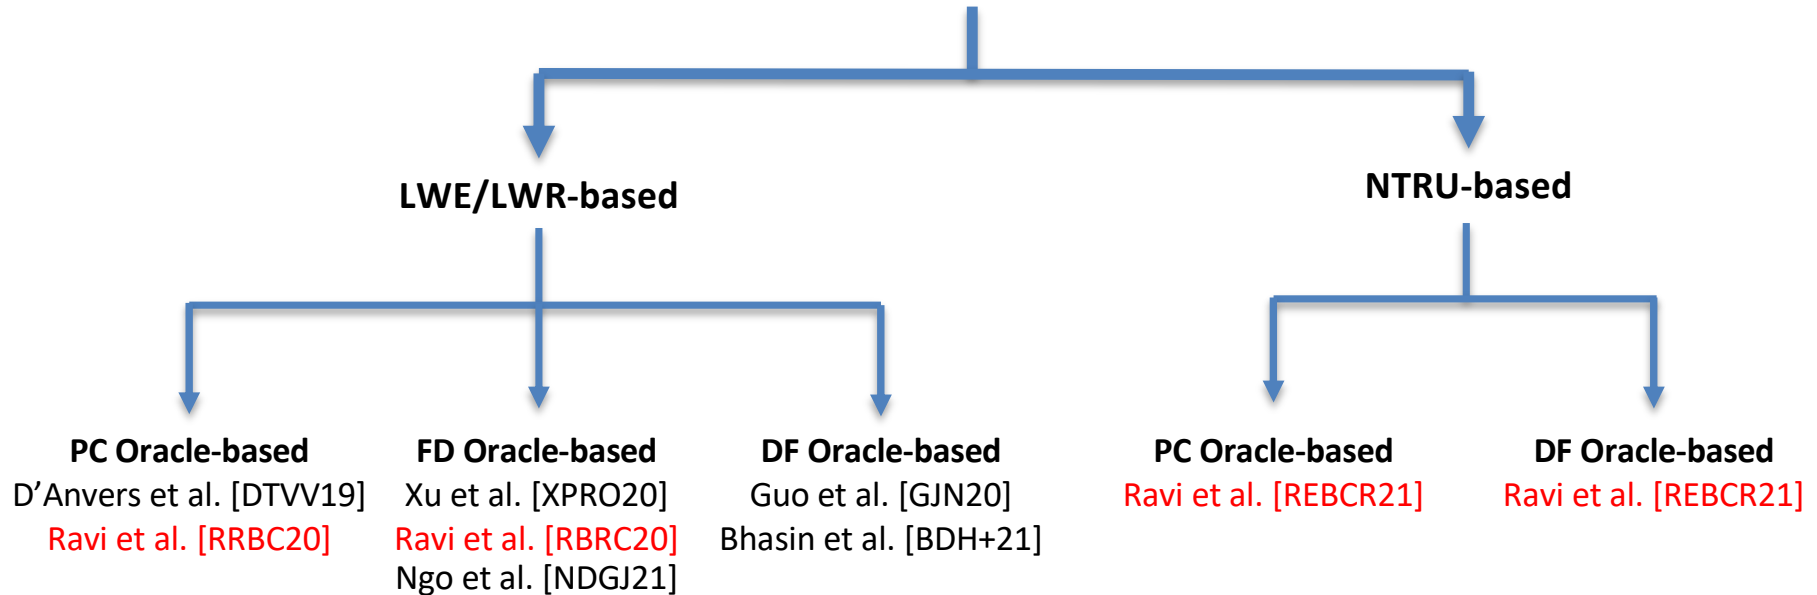 LWE/LWR-based
NTRU-based
PC Oracle-based
D’Anvers et al. [DTVV19]
Ravi et al. [RRBC20]
FD Oracle-based
Xu et al. [XPRO20]
Ravi et al. [RBRC20]
Ngo et al. [NDGJ21]
DF Oracle-based
Guo et al. [GJN20]
Bhasin et al. [BDH+21]
PC Oracle-based
Ravi et al. [REBCR21]
DF Oracle-based
Ravi et al. [REBCR21]